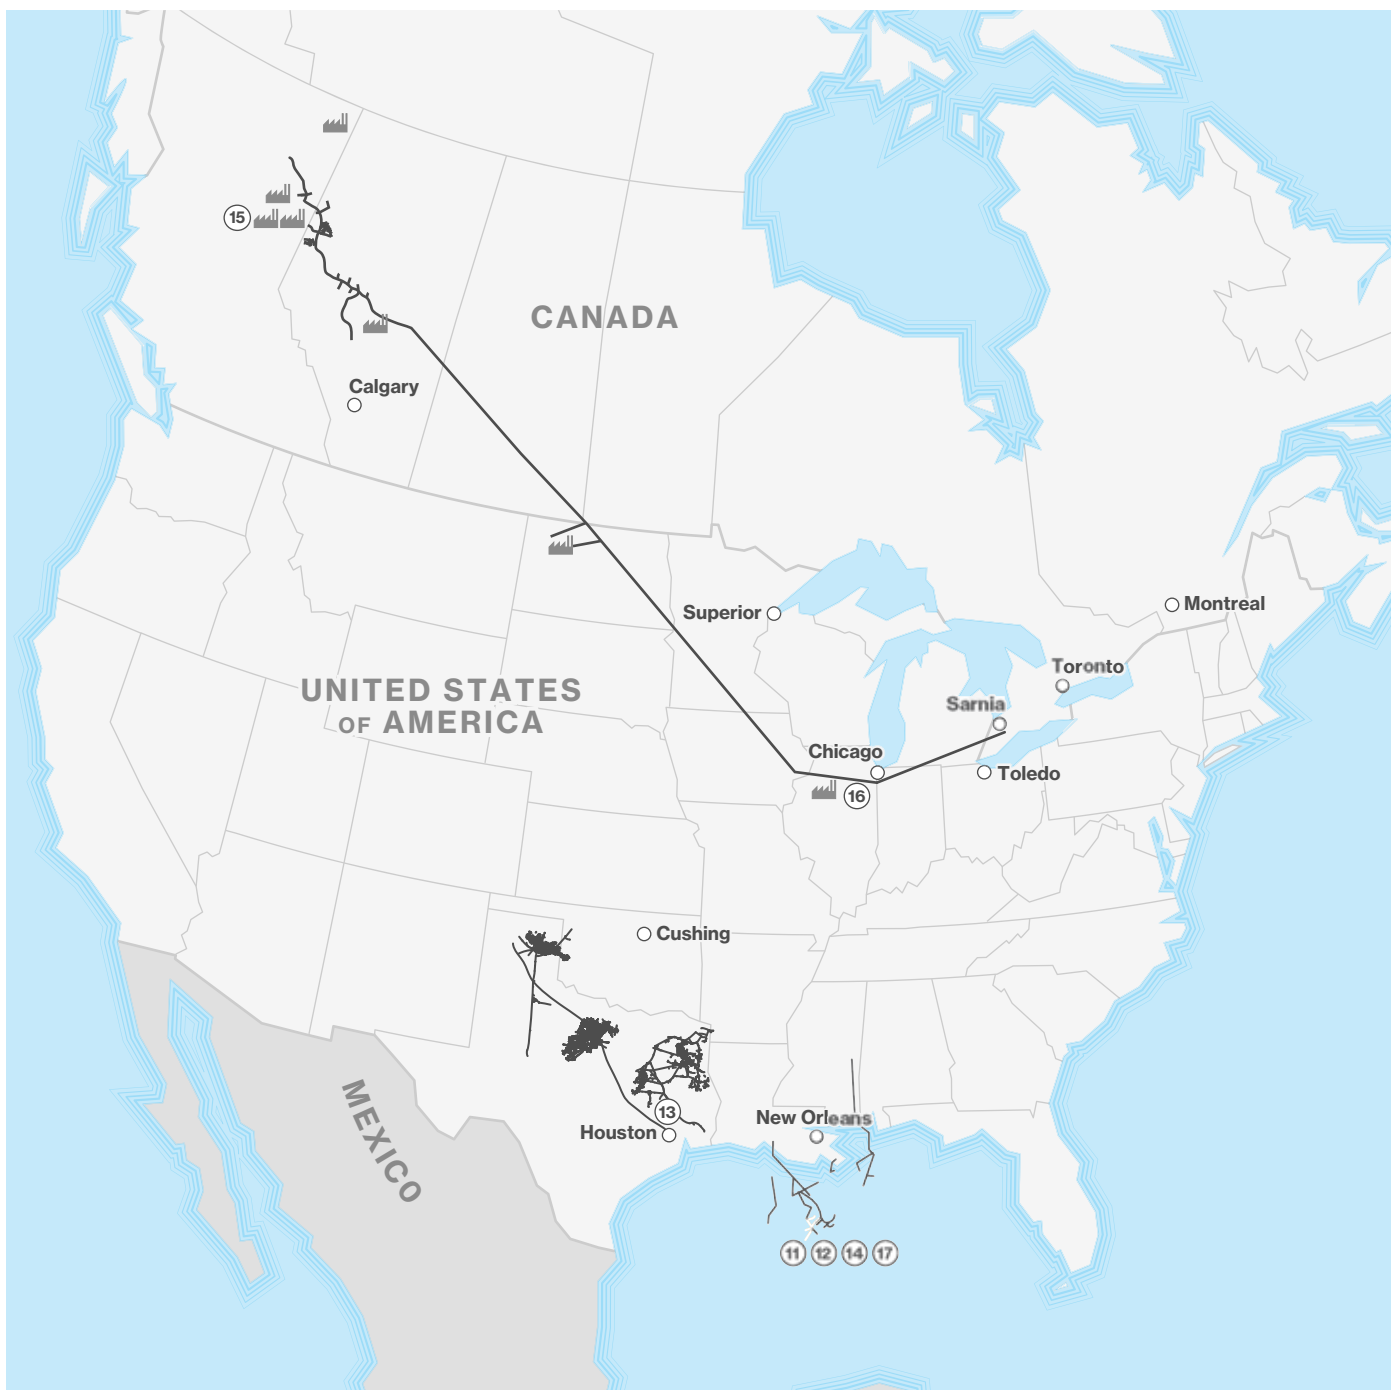 15
CANADA
Calgary
Superior
Montreal
Toronto
UNITED STATES
OF AMERICA
Sarnia
Chicago
Toledo
16
Cushing
MEXICO
13
Houston
New Orleans
11 12 14 17